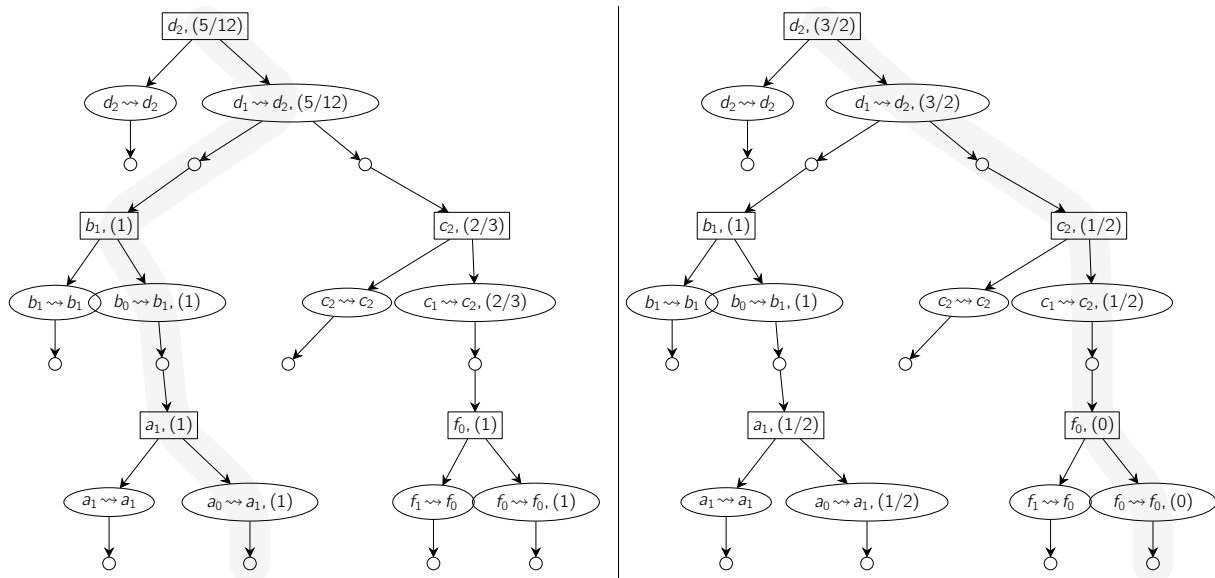 d₂, (5/12)
d₂ ⇝ d₂
d₁ ⇝ d₂, (5/12)
b₁, (1)
c₂, (2/3)
b₁ ⇝ b₁
b₀ ⇝ b₁, (1)
c₂ ⇝ c₂
c₁ ⇝ c₂, (2/3)
a₁, (1)
f₀, (1)
a₁ ⇝ a₁
a₀ ⇝ a₁, (1)
f₁ ⇝ f₀
f₀ ⇝ f₀, (1)
d₂, (3/2)
d₂ ⇝ d₂
d₁ ⇝ d₂, (3/2)
b₁, (1)
c₂, (1/2)
b₁ ⇝ b₁
b₀ ⇝ b₁, (1)
c₂ ⇝ c₂
c₁ ⇝ c₂, (1/2)
a₁, (1/2)
f₀, (0)
a₁ ⇝ a₁
a₀ ⇝ a₁, (1/2)
f₁ ⇝ f₀
f₀ ⇝ f₀, (0)